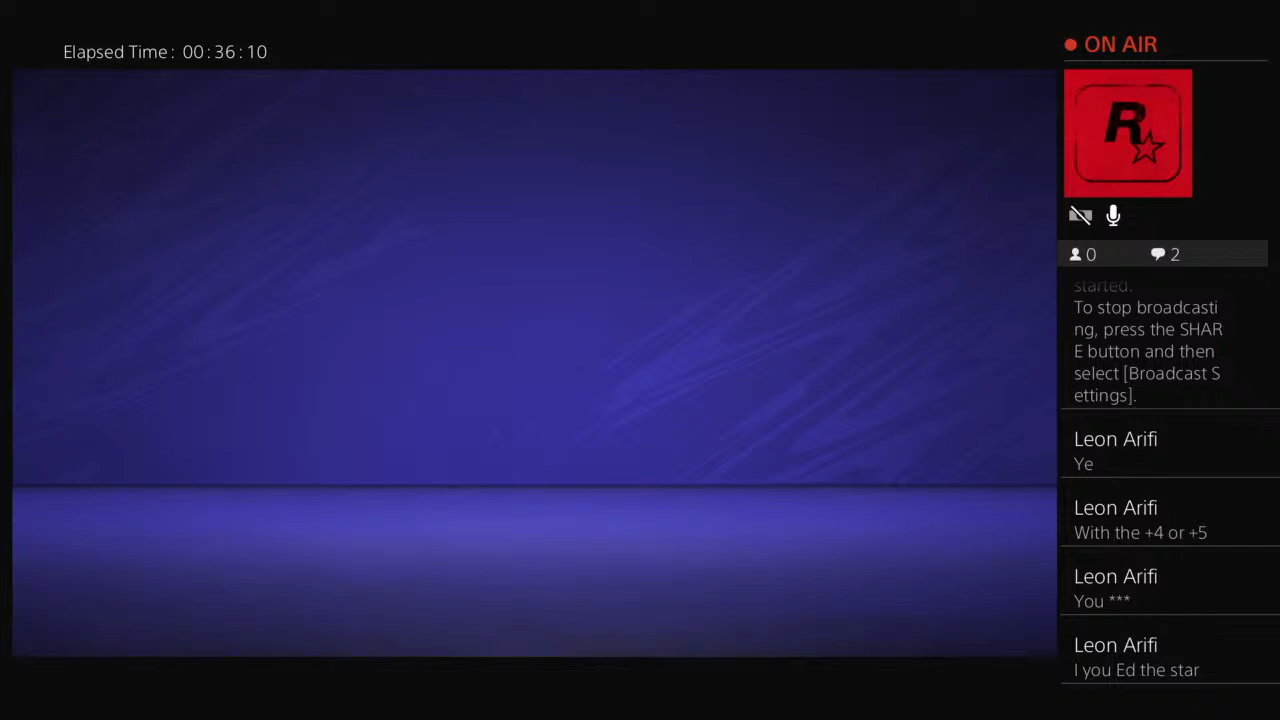 Elapsed Time: 00:36:10
ON AIR
R
0 2
started.
To stop broadcasti
ng, press the SHAR
E button and then
select [Broadcast S
ettings].
Leon Arifi
Ye
Leon Arifi
With the +4 or +5
Leon Arifi
You ***
Leon Arifi
I you Ed the star